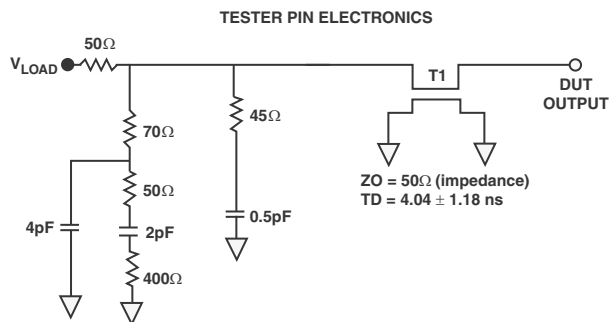 TESTER PIN ELECTRONICS
50Ω
VLOAD
T1
DUT
OUTPUT
70Ω
45Ω
50Ω
ZO = 50Ω (impedance)
TD = 4.04 ± 1.18 ns
4pF
2pF
0.5pF
400Ω